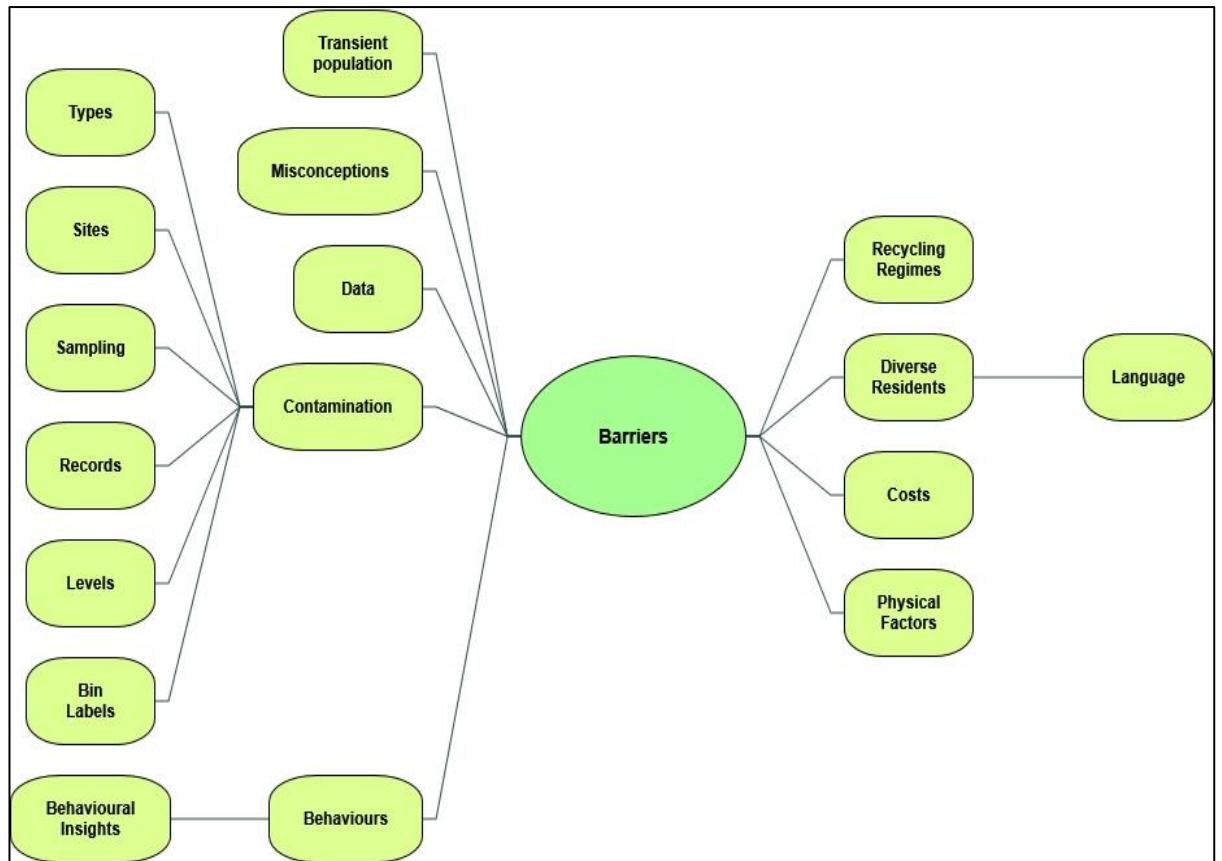 Transient
population
Types
Misconceptions
Sites
Data
Sampling
Contamination
Records
Levels
Bin
Labels
Behavioural
Insights
Behaviours
Barriers
Recycling
Regimes
Diverse
Residents
Language
Costs
Physical
Factors